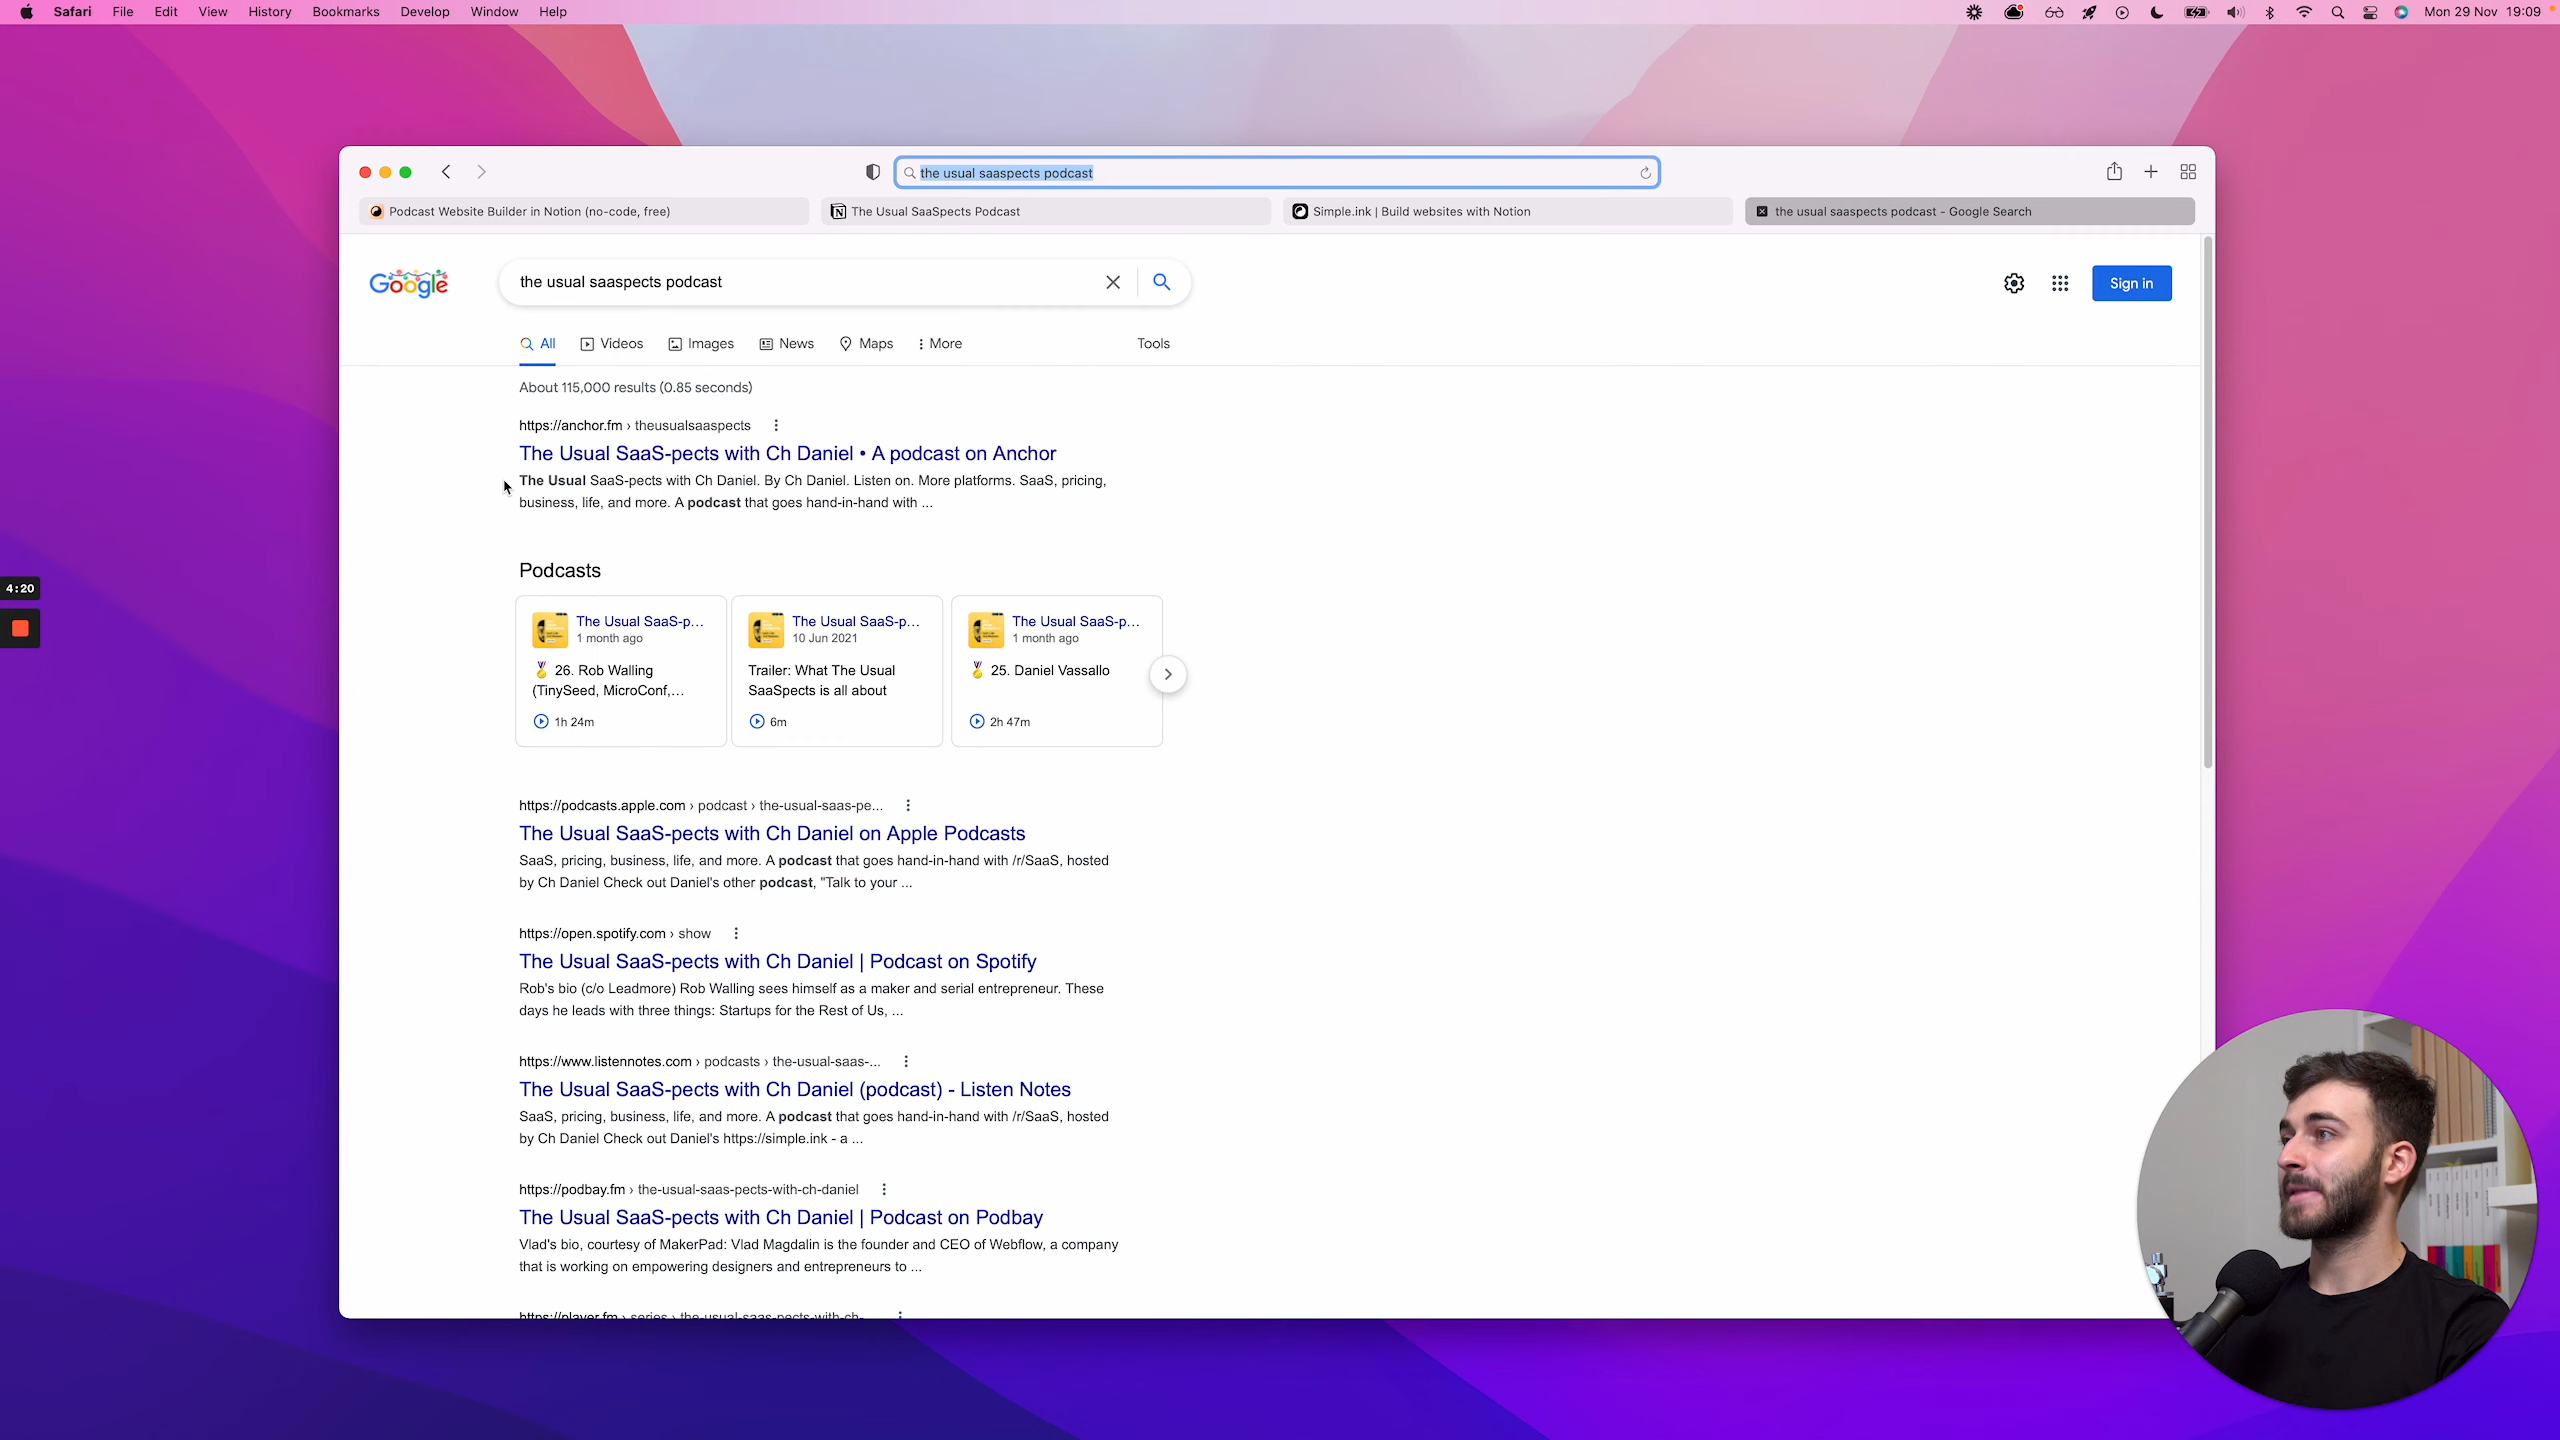 Safari File Edit View History Bookmarks Develop Window Help Mon 29 Nov 19:09
the usual saaspects podcast
Podcast Website Builder in Notion (no-code, free) The Usual SaaSpects Podcast Simple.ink | Build websites with Notion the usual saaspects podcast - Google Search
Google the usual saaspects podcast Sign in
All Videos Images News Maps More Tools
About 115,000 results (0.85 seconds)
https://anchor.fm › theusualsaaspects
The Usual SaaS-pects with Ch Daniel • A podcast on Anchor
The Usual SaaS-pects with Ch Daniel. By Ch Daniel. Listen on. More platforms. SaaS, pricing,
business, life, and more. A podcast that goes hand-in-hand with ...
Podcasts
4:20
The Usual SaaS-p...
1 month ago
🏅 26. Rob Walling
(TinySeed, MicroConf,...
1h 24m
The Usual SaaS-p...
10 Jun 2021
Trailer: What The Usual
SaaSpects is all about
6m
The Usual SaaS-p...
1 month ago
🏅 25. Daniel Vassallo
2h 47m
https://podcasts.apple.com › podcast › the-usual-saas-pe...
The Usual SaaS-pects with Ch Daniel on Apple Podcasts
SaaS, pricing, business, life, and more. A podcast that goes hand-in-hand with /r/SaaS, hosted
by Ch Daniel Check out Daniel's other podcast, "Talk to your ...
https://open.spotify.com › show
The Usual SaaS-pects with Ch Daniel | Podcast on Spotify
Rob's bio (c/o Leadmore) Rob Walling sees himself as a maker and serial entrepreneur. These
days he leads with three things: Startups for the Rest of Us, ...
https://www.listennotes.com › podcasts › the-usual-saas-...
The Usual SaaS-pects with Ch Daniel (podcast) - Listen Notes
SaaS, pricing, business, life, and more. A podcast that goes hand-in-hand with /r/SaaS, hosted
by Ch Daniel Check out Daniel's https://simple.ink - a ...
https://podbay.fm › the-usual-saas-pects-with-ch-daniel
The Usual SaaS-pects with Ch Daniel | Podcast on Podbay
Vlad's bio, courtesy of MakerPad: Vlad Magdalin is the founder and CEO of Webflow, a company
that is working on empowering designers and entrepreneurs to ...
https://player.fm › series › the-usual-saas-pects-with-ch-